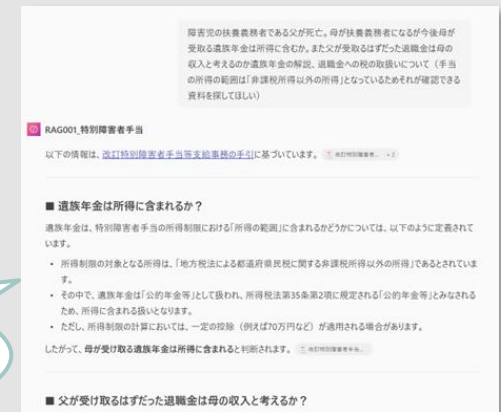 障害児の扶養義務者である父が死亡。母が扶養義務者になるが今後母が
受取る遺族年金は所得に含むか。また父が受取るはずだった退職金は母の
収入と考えるのか遺族年金の解説、退職金への税の取扱いについて（手当
の所得の範囲は「非課税所得以外の所得」となっているためそれが確認できる
資料を探してほしい）
RAG001_特別障害者手当
以下の情報は、改訂特別障害者手当等支給事務の手引に基づいています。 改訂特別障害者... +2
■ 遺族年金は所得に含まれるか？
遺族年金は、特別障害者手当の所得制限における「所得の範囲」に含まれるかどうかについては、以下のように定義されて
います。
• 所得制限の対象となる所得は、「地方税法による都道府県民税に関する非課税所得以外の所得」であるとされていま
す。
• その中で、遺族年金は「公的年金等」として扱われ、所得税法第35条第2項に規定される「公的年金等」とみなされる
ため、所得に含まれる扱いとなります。
• ただし、所得制限の計算においては、一定の控除（例えば70万円など）が適用される場合があります。
したがって、母が受け取る遺族年金は所得に含まれると判断されます。 改訂特別障害者手当...
■ 父が受け取るはずだった退職金は母の収入と考えるか？